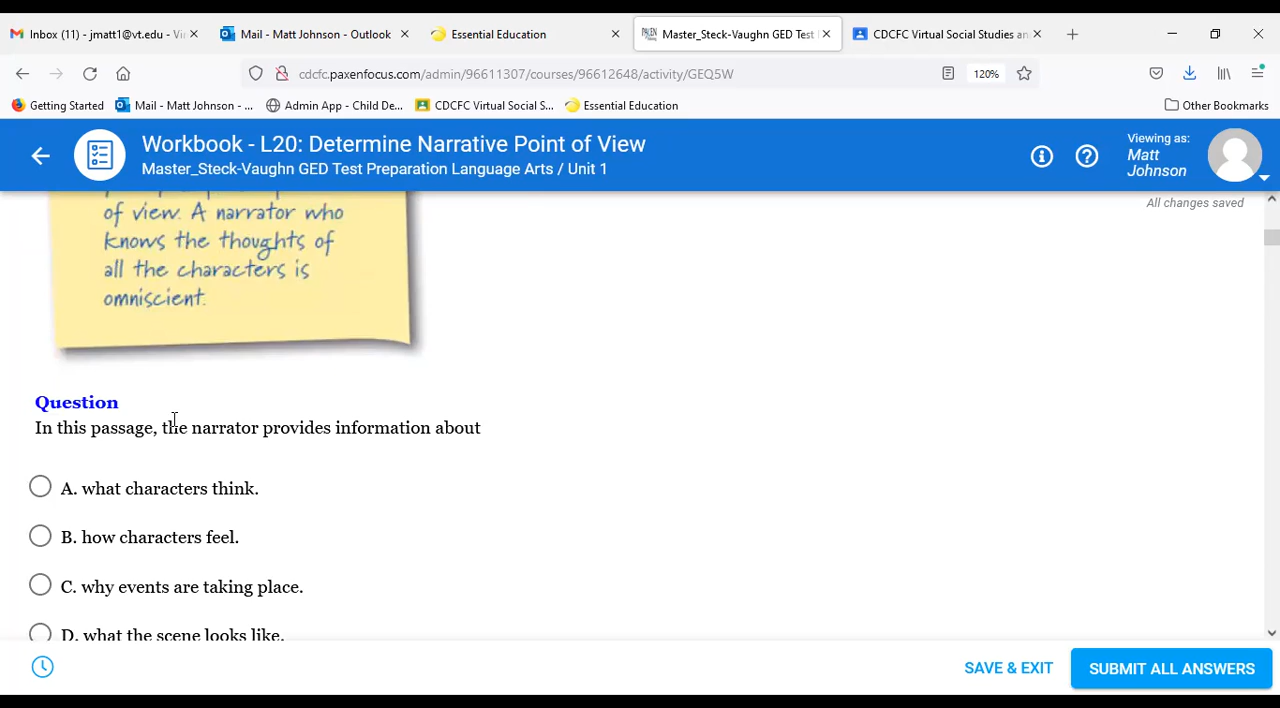 Inbox (11) - jmatt1@vt.edu - Vi
Mail - Matt Johnson - Outlook
Essential Education
Master_Steck-Vaughn GED Test
CDCFC Virtual Social Studies an
cdcfc.paxenfocus.com/admin/96611307/courses/96612648/activity/GEQ5W
120%
Getting Started
Mail - Matt Johnson - ...
Admin App - Child De...
CDCFC Virtual Social S...
Essential Education
Other Bookmarks
Workbook - L20: Determine Narrative Point of View
Master_Steck-Vaughn GED Test Preparation Language Arts / Unit 1
Viewing as:
Matt
Johnson
All changes saved
of view. A narrator who
knows the thoughts of
all the characters is
omniscient.
Question
In this passage, the narrator provides information about
A. what characters think.
B. how characters feel.
C. why events are taking place.
D. what the scene looks like.
SAVE & EXIT
SUBMIT ALL ANSWERS